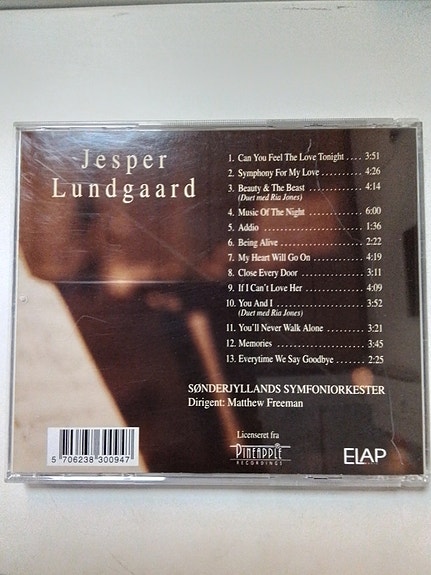 Jesper
Lundgaard
1. Can You Feel The Love Tonight .... 3:51
2. Symphony For My Love ............ 4:26
3. Beauty & The Beast ................ 4:14
(Duet med Ria Jones)
4. Music Of The Night ................ 6:00
5. Addio .............................. 1:36
6. Being Alive ........................ 2:22
7. My Heart Will Go On .............. 4:19
8. Close Every Door .................. 3:11
9. If I Can't Love Her ................ 4:09
10. You And I ......................... 3:52
(Duet med Ria Jones)
11. You'll Never Walk Alone ........... 3:21
12. Memories ......................... 3:45
13. Everytime We Say Goodbye ....... 2:25
SØNDERJYLLANDS SYMFONIORKESTER
Dirigent: Matthew Freeman
Licenseret fra
PINEAPPLE
RECORDINGS
ELAP
5 706238 300947